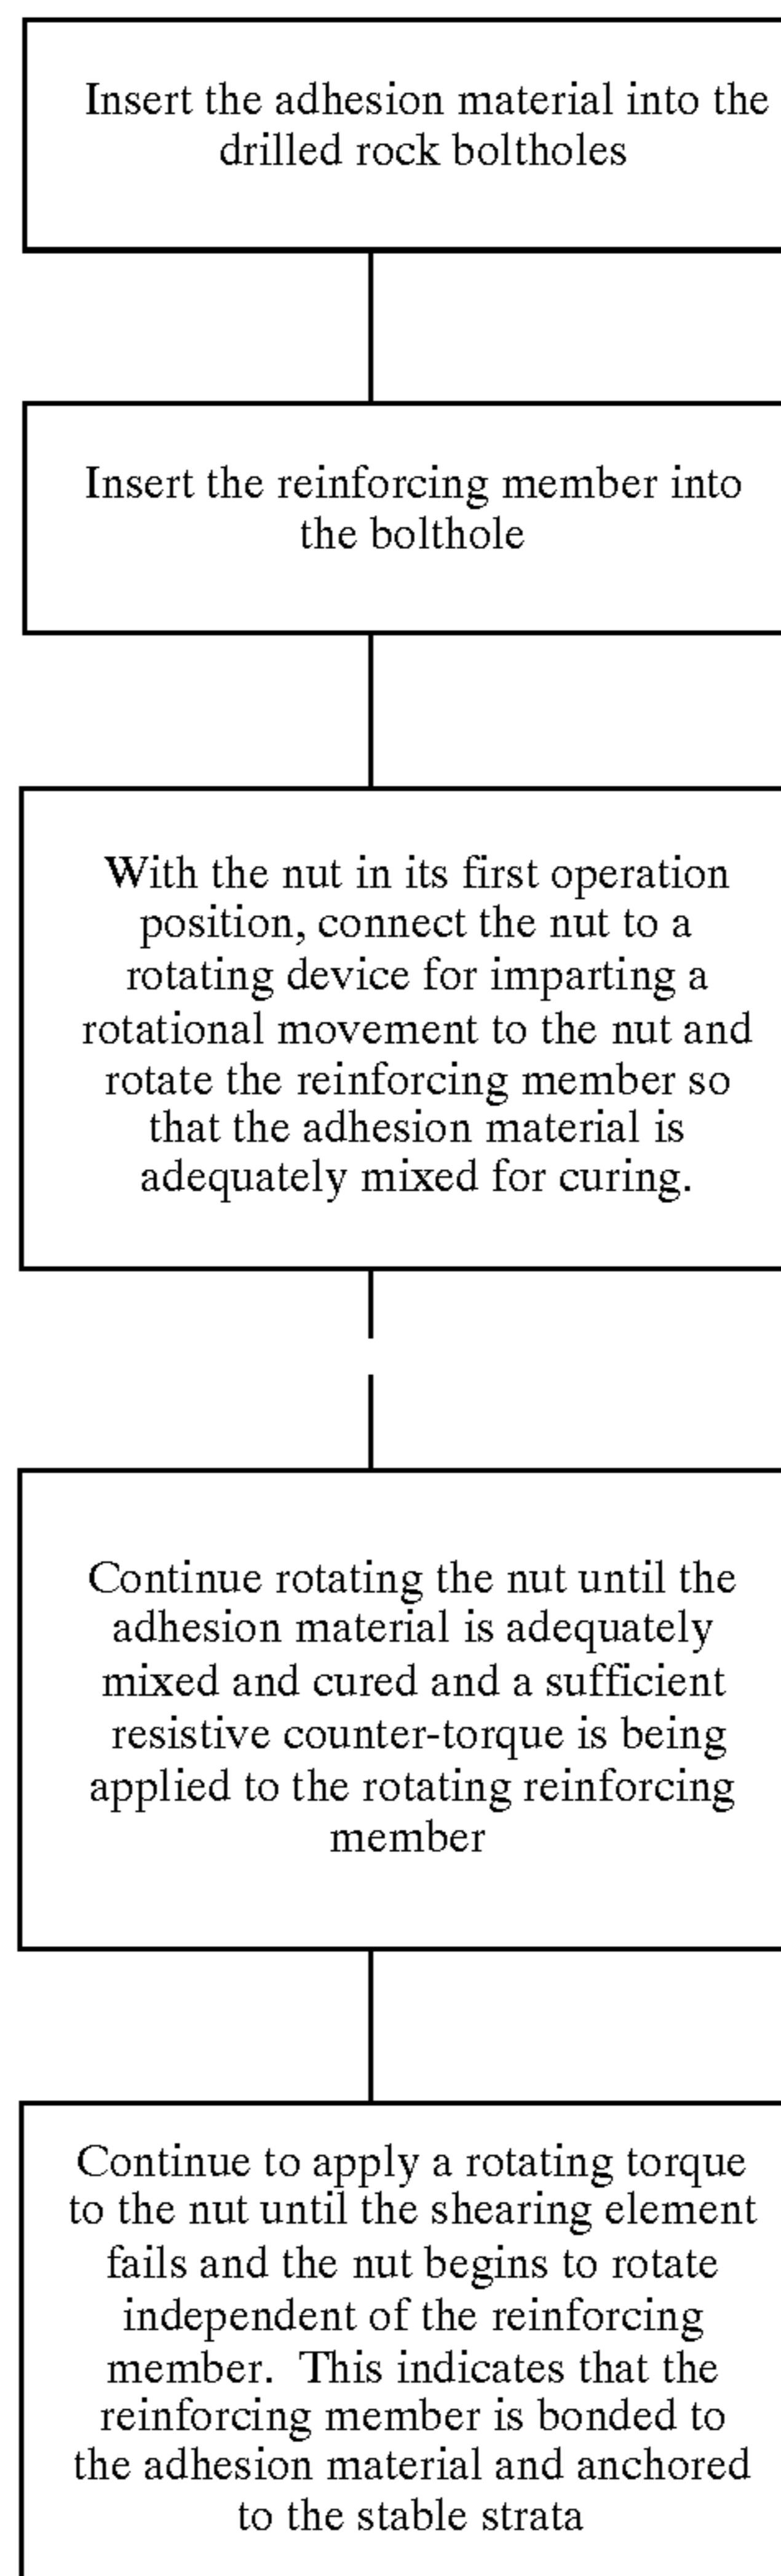 Insert the adhesion material into the
drilled rock boltholes
Insert the reinforcing member into
the bolthole
With the nut in its first operation
position, connect the nut to a
rotating device for imparting a
rotational movement to the nut and
rotate the reinforcing member so
that the adhesion material is
adequately mixed for curing.
Continue rotating the nut until the
adhesion material is adequately
mixed and cured and a sufficient
resistive counter-torque is being
applied to the rotating reinforcing
member
Continue to apply a rotating torque
to the nut until the shearing element
fails and the nut begins to rotate
independent of the reinforcing
member.  This indicates that the
reinforcing member is bonded to
the adhesion material and anchored
to the stable strata